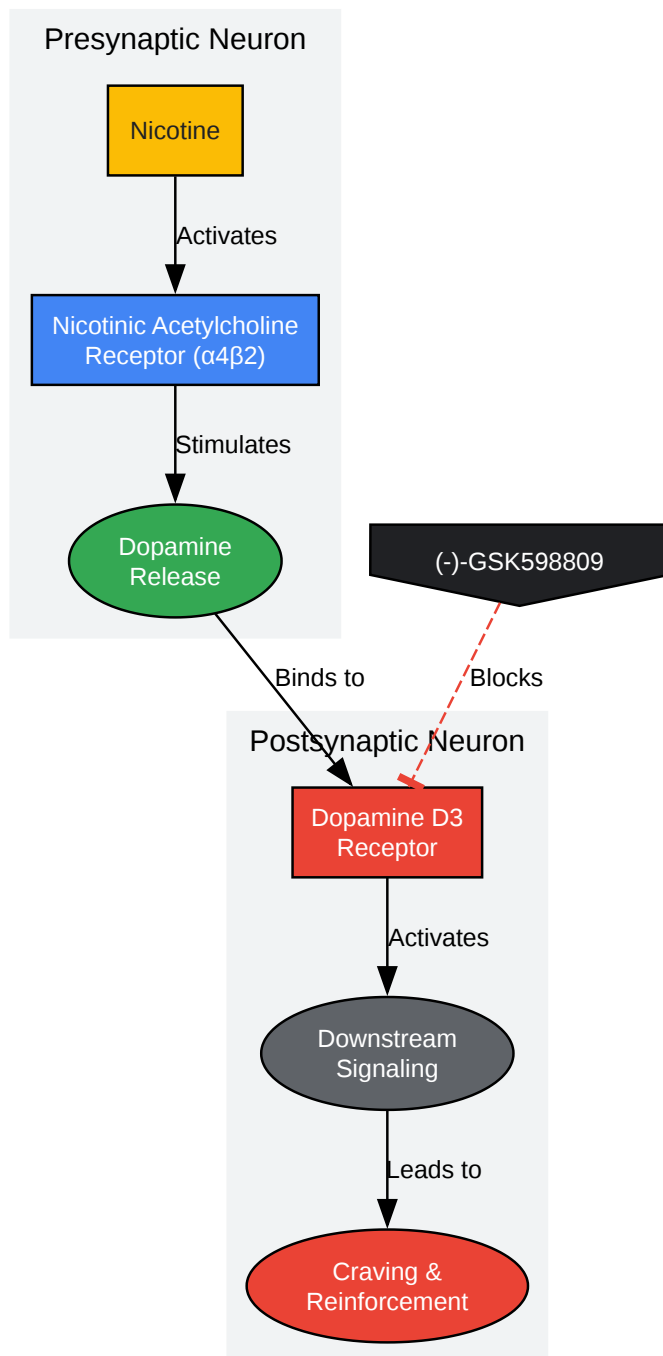 Presynaptic Neuron
Nicotine
Activates
Nicotinic Acetylcholine
Receptor (α4β2)
Stimulates
Dopamine
Release
(-)-GSK598809
Binds to
Blocks
Postsynaptic Neuron
Dopamine D3
Receptor
Activates
Downstream
Signaling
Leads to
Craving &
Reinforcement